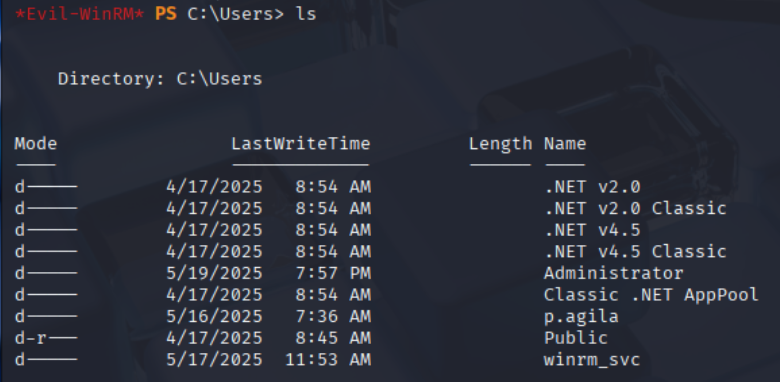 *Evil-WinRM* PS C:\Users> ls
Directory: C:\Users
Mode LastWriteTime Length Name
d----- 4/17/2025 8:54 AM .NET v2.0
d----- 4/17/2025 8:54 AM .NET v2.0 Classic
d----- 4/17/2025 8:54 AM .NET v4.5
d----- 4/17/2025 8:54 AM .NET v4.5 Classic
d----- 5/19/2025 7:57 PM Administrator
d----- 4/17/2025 8:54 AM Classic .NET AppPool
d----- 5/16/2025 7:36 AM p.agila
d-r--- 4/17/2025 8:45 AM Public
d----- 5/17/2025 11:53 AM winrm_svc